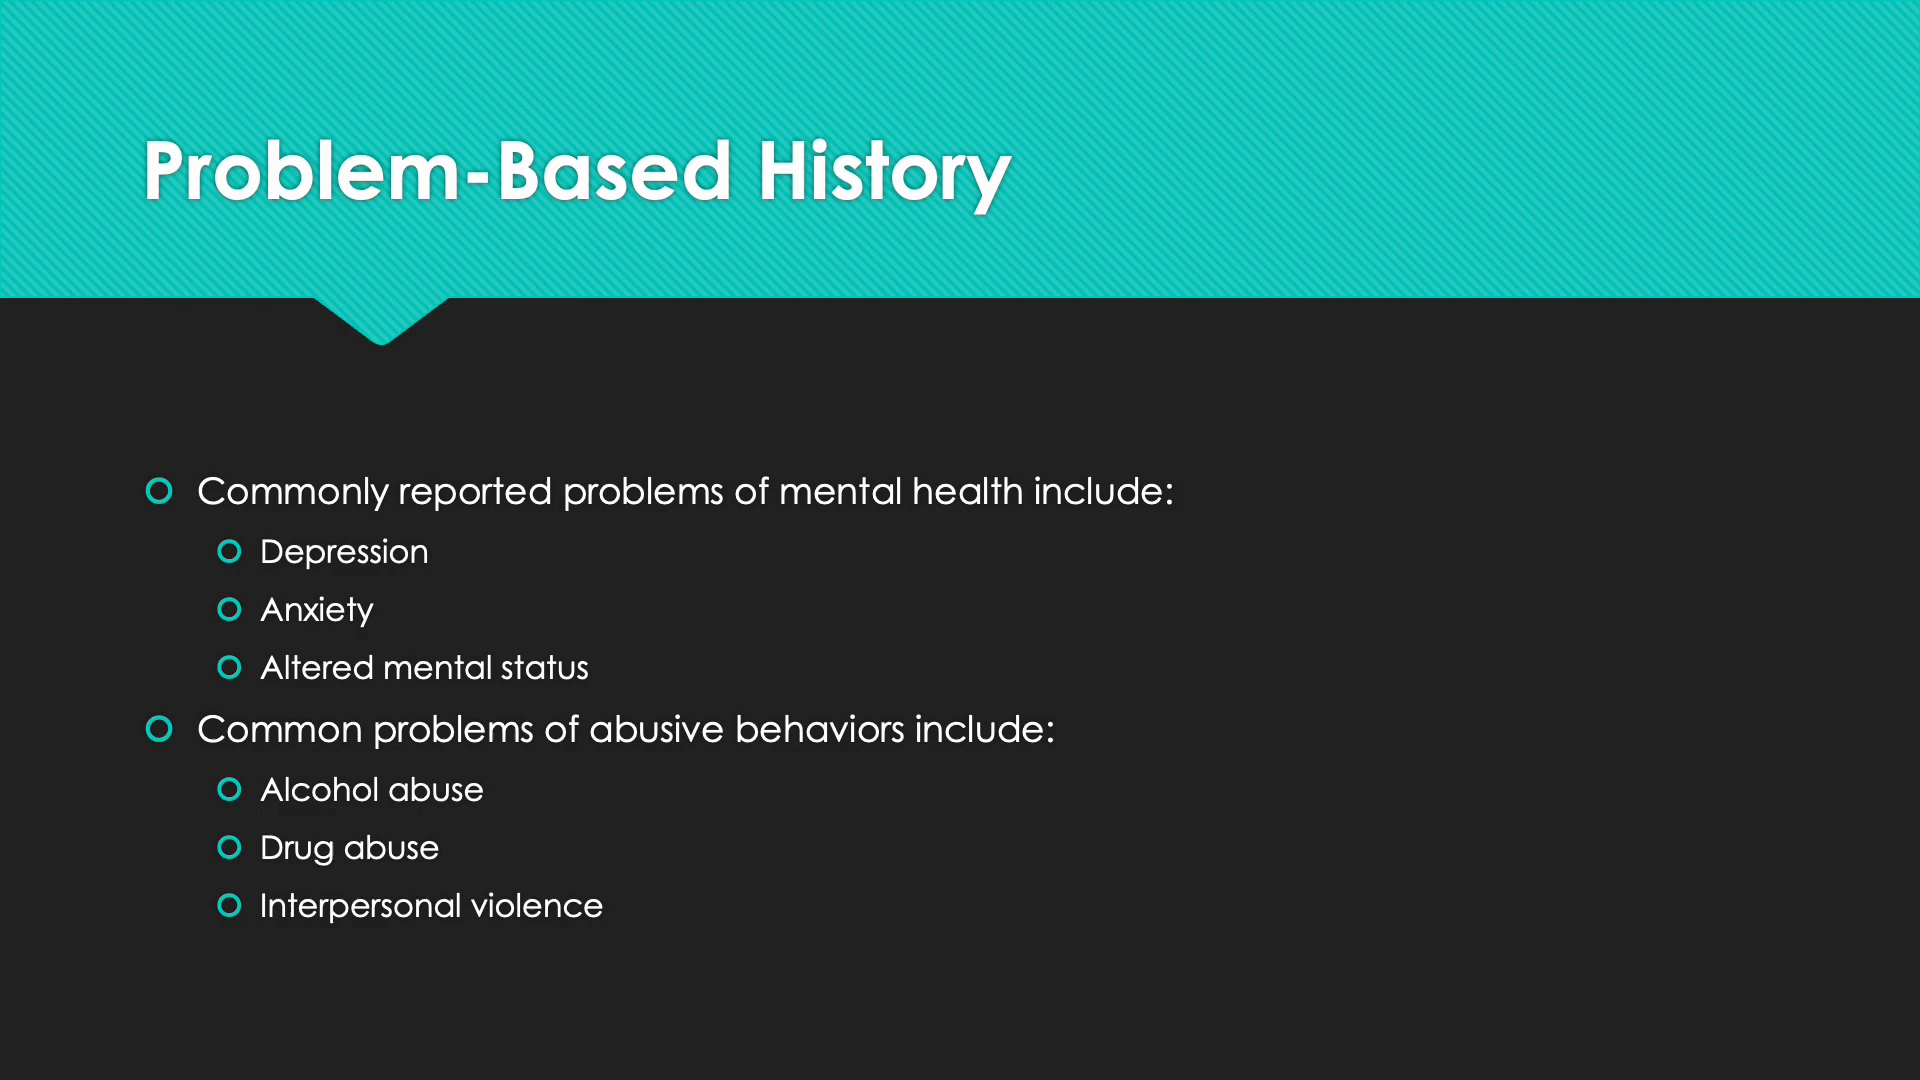 Problem-Based History
Commonly reported problems of mental health include:
Depression
Anxiety
Altered mental status
Common problems of abusive behaviors include:
Alcohol abuse
Drug abuse
Interpersonal violence